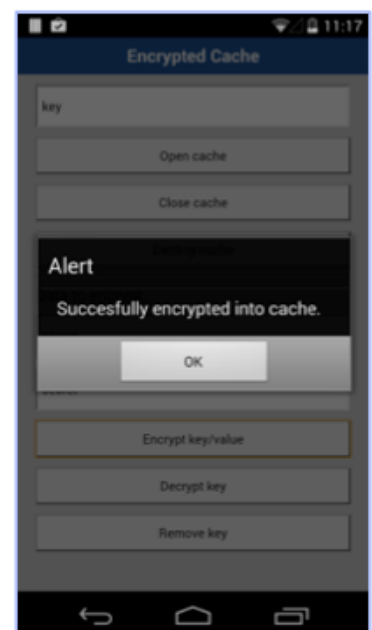 11:17
Encrypted Cache
key
Open cache
Close cache
Alert
Succesfully encrypted into cache.
OK
Encrypt key/value
Decrypt key
Remove key